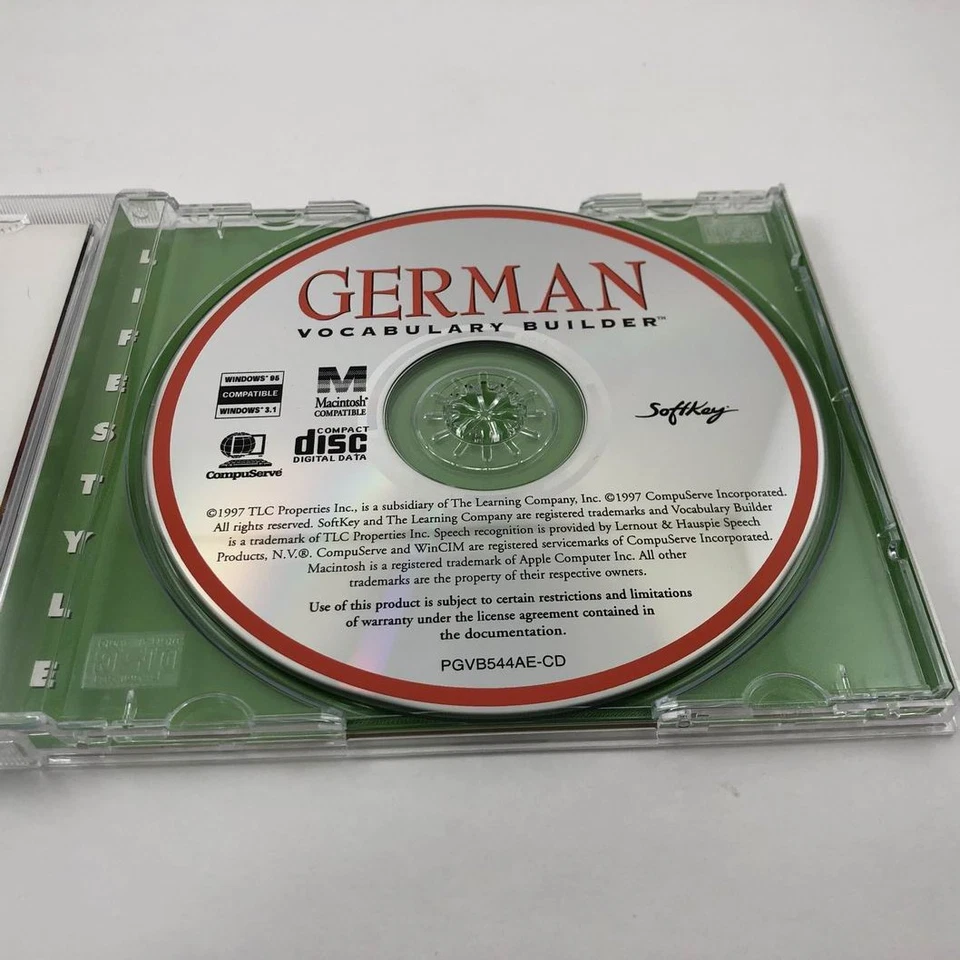 LIFESTYLE
GERMAN
VOCABULARY BUILDER™
WINDOWS® 95
COMPATIBLE
WINDOWS® 3.1
M
Macintosh®
COMPATIBLE
SoftKey®
CompuServe®
COMPACT
disc
DIGITAL DATA
©1997 TLC Properties Inc., is a subsidiary of The Learning Company, Inc. ©1997 CompuServe Incorporated.
All rights reserved. SoftKey and The Learning Company are registered trademarks and Vocabulary Builder
is a trademark of TLC Properties Inc. Speech recognition is provided by Lernout & Hauspie Speech
Products, N.V.®. CompuServe and WinCIM are registered servicemarks of CompuServe Incorporated.
Macintosh is a registered trademark of Apple Computer Inc. All other
trademarks are the property of their respective owners.
Use of this product is subject to certain restrictions and limitations
of warranty under the license agreement contained in
the documentation.
PGVB544AE-CD